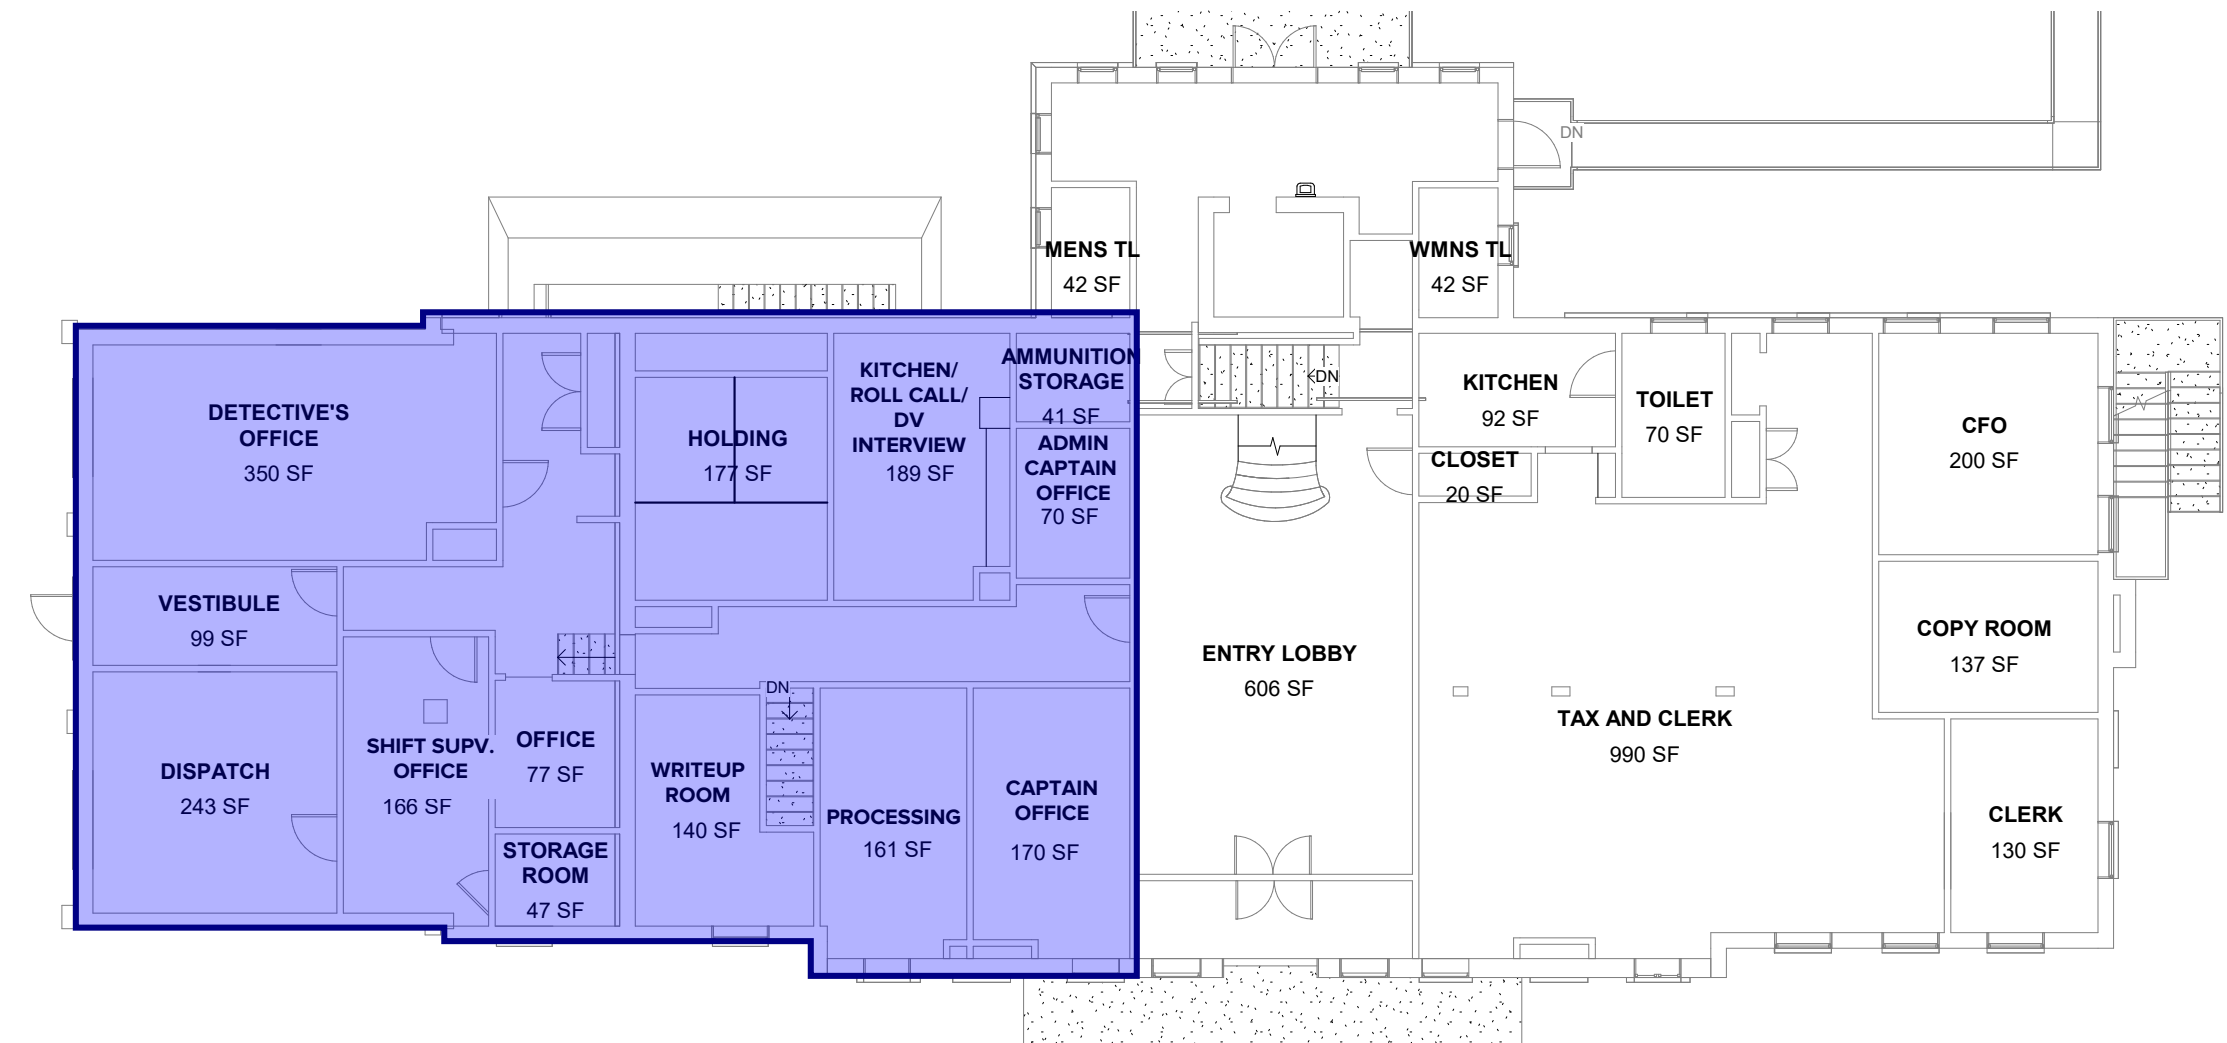 DN
MENS TL
42 SF
WMNS TL
42 SF
DETECTIVE'S
OFFICE
350 SF
HOLDING
177 SF
KITCHEN/
ROLL CALL/
DV
INTERVIEW
189 SF
AMMUNITION
STORAGE
41 SF
ADMIN
CAPTAIN
OFFICE
70 SF
DN
KITCHEN
92 SF
CLOSET
20 SF
TOILET
70 SF
CFO
200 SF
VESTIBULE
99 SF
ENTRY LOBBY
606 SF
COPY ROOM
137 SF
DN
DISPATCH
243 SF
SHIFT SUPV.
OFFICE
166 SF
OFFICE
77 SF
STORAGE
ROOM
47 SF
WRITEUP
ROOM
140 SF
PROCESSING
161 SF
CAPTAIN
OFFICE
170 SF
TAX AND CLERK
990 SF
CLERK
130 SF